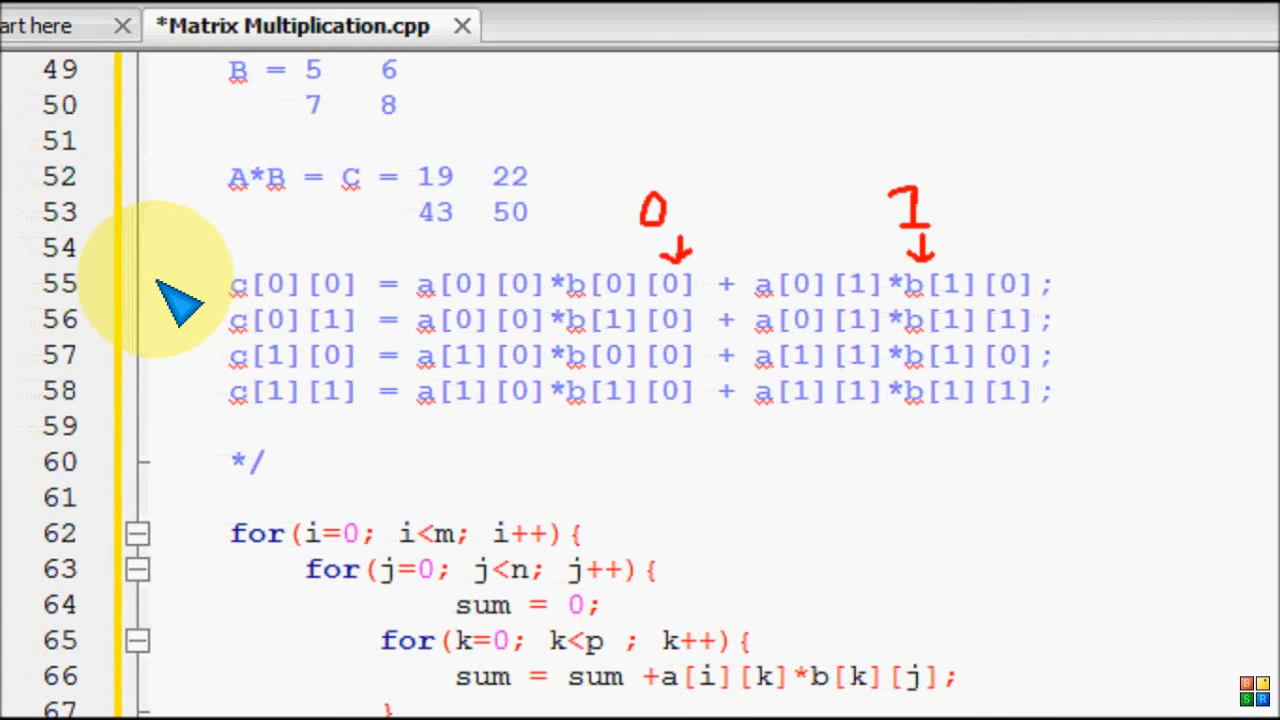 art here *Matrix Multiplication.cpp
49 B = 5 6
50 7 8
51
52 A*B = C = 19 22
53 43 50
0 1
54
55 c[0][0] = a[0][0]*b[0][0] + a[0][1]*b[1][0];
56 c[0][1] = a[0][0]*b[1][0] + a[0][1]*b[1][1];
57 c[1][0] = a[1][0]*b[0][0] + a[1][1]*b[1][0];
58 c[1][1] = a[1][0]*b[1][0] + a[1][1]*b[1][1];
59
60 */
61
62 for(i=0; i<m; i++){
63 for(j=0; j<n; j++){
64 sum = 0;
65 for(k=0; k<p ; k++){
66 sum = sum +a[i][k]*b[k][j];
67 }